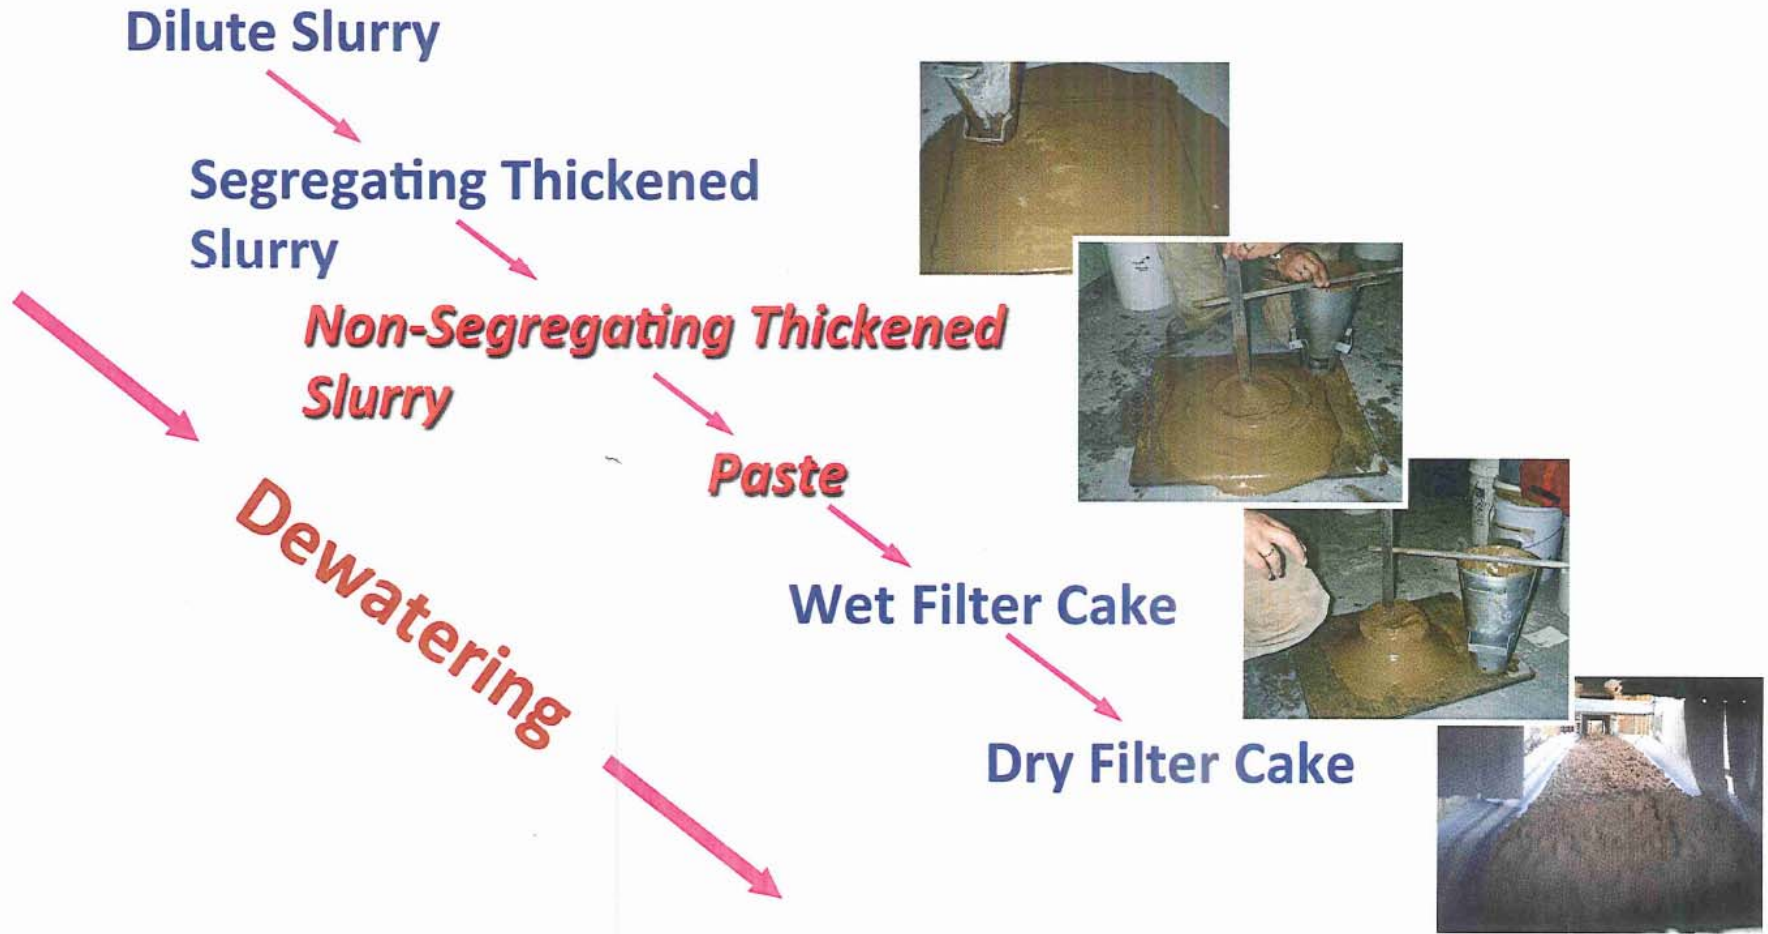 Dilute Slurry
Segregating Thickened
Slurry
Non-Segregating Thickened
Slurry
Paste
Dewatering
Wet Filter Cake
Dry Filter Cake